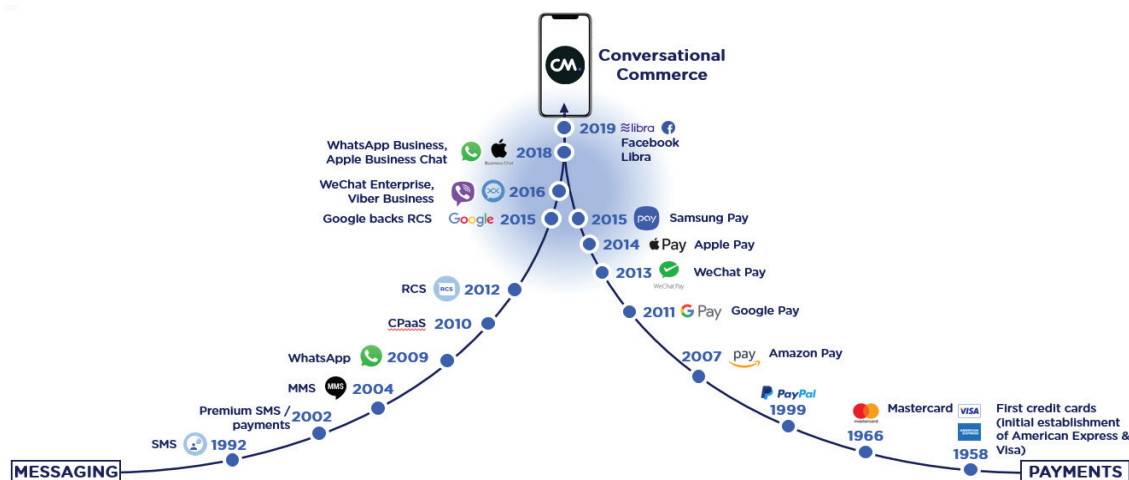 CM.
Conversational
Commerce
2019
libra
Facebook
Libra
WhatsApp Business,
Apple Business Chat
Business Chat
2018
WeChat Enterprise,
Viber Business
2016
Google backs RCS
Google
2015
2015
pay
Samsung Pay
2014
Pay
Apple Pay
2013
WeChat Pay
WeChat Pay
RCS
RCS
2012
2011
G Pay
Google Pay
CPaaS
2010
WhatsApp
2009
2007
pay
Amazon Pay
MMS
MMS
2004
PayPal
1999
Premium SMS /
payments
2002
mastercard
Mastercard
1966
VISA
AMERICAN EXPRESS
First credit cards
(initial establishment
of American Express &
Visa)
1958
SMS
1992
MESSAGING
PAYMENTS